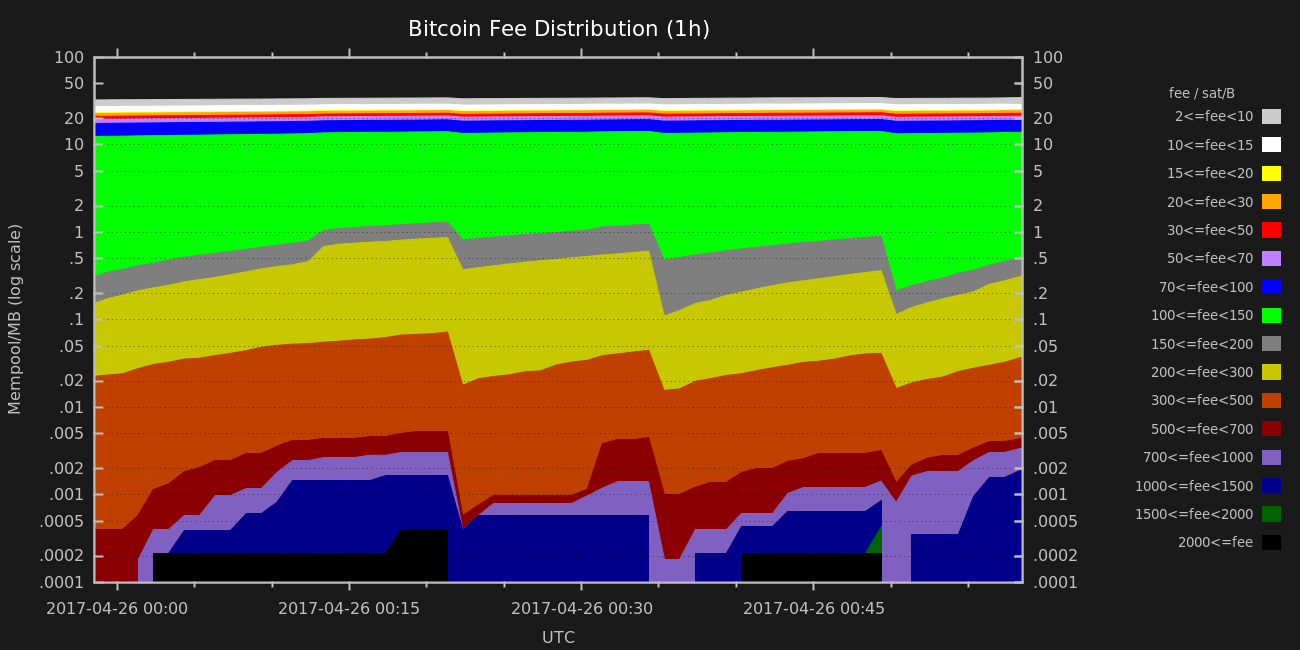 Bitcoin Fee Distribution (1h)
Mempool/MB (log scale)
100
50
20
10
5
2
1
.5
.2
.1
.05
.02
.01
.005
.002
.001
.0005
.0002
.0001
100
50
20
10
5
2
1
.5
.2
.1
.05
.02
.01
.005
.002
.001
.0005
.0002
.0001
2017-04-26 00:00
2017-04-26 00:15
2017-04-26 00:30
2017-04-26 00:45
UTC
fee / sat/B
2<=fee<10
10<=fee<15
15<=fee<20
20<=fee<30
30<=fee<50
50<=fee<70
70<=fee<100
100<=fee<150
150<=fee<200
200<=fee<300
300<=fee<500
500<=fee<700
700<=fee<1000
1000<=fee<1500
1500<=fee<2000
2000<=fee